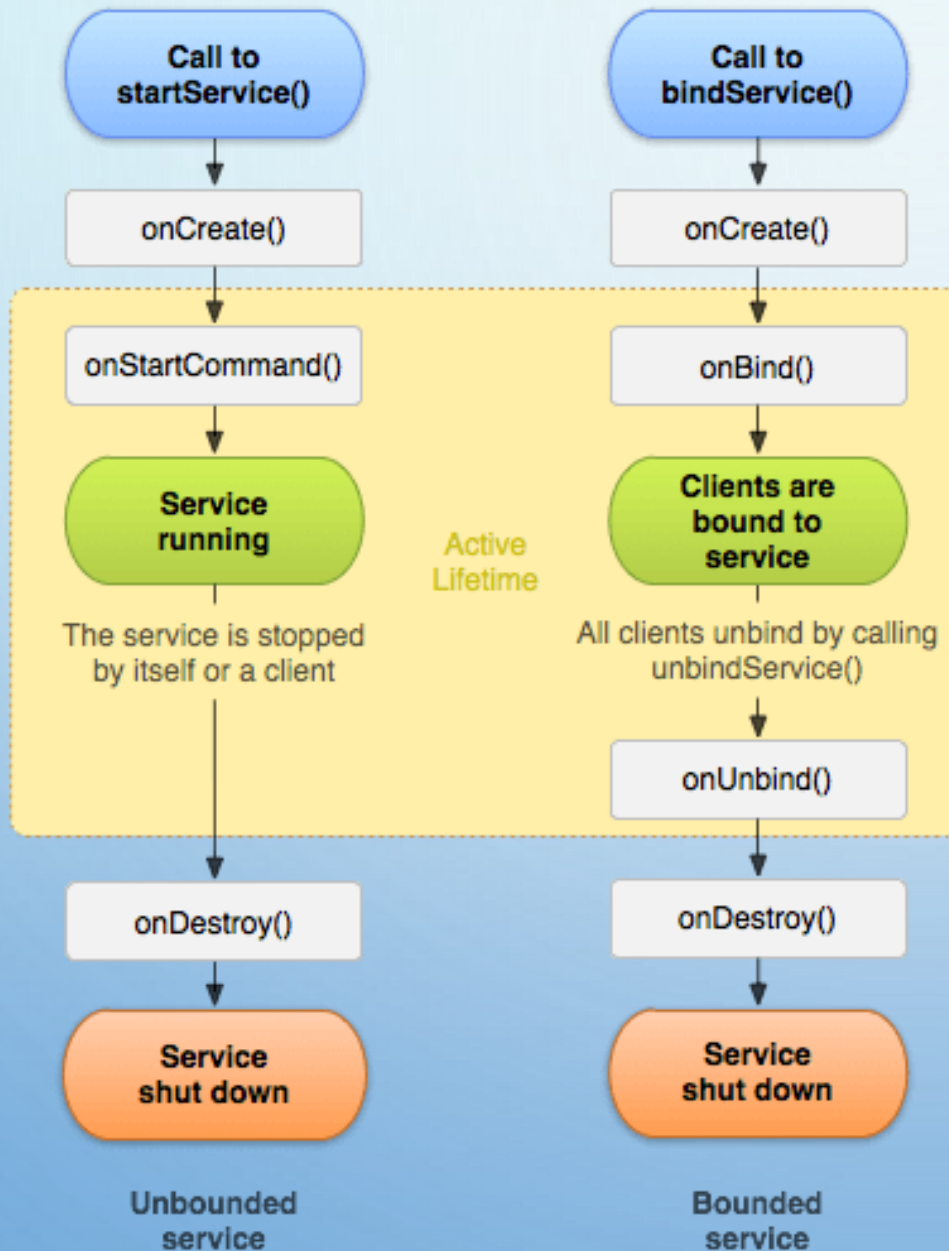 Call to
startService()
onCreate()
onStartCommand()
Service
running
The service is stopped
by itself or a client
onDestroy()
Service
shut down
Unbounded
service
Active
Lifetime
Call to
bindService()
onCreate()
onBind()
Clients are
bound to
service
All clients unbind by calling
unbindService()
onUnbind()
onDestroy()
Service
shut down
Bounded
service